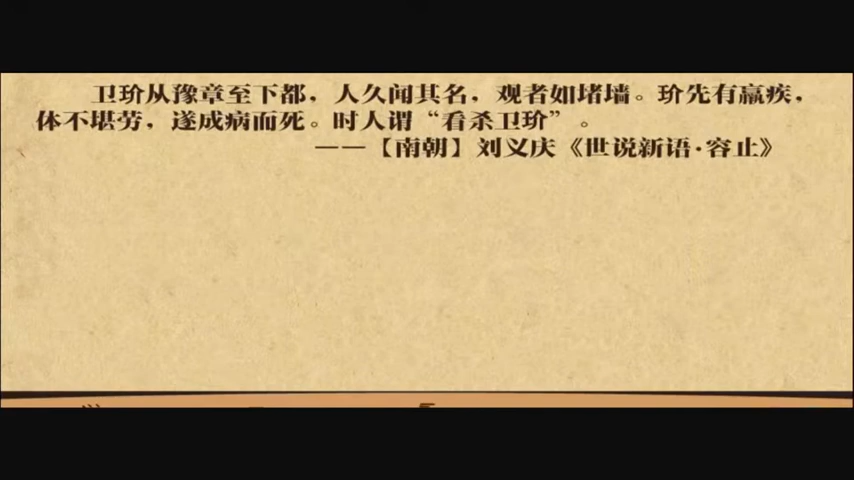 卫玠从豫章至下都，人久闻其名，观者如堵墙。玠先有羸疾，
体不堪劳，遂成病而死。时人谓“看杀卫玠”。
——【南朝】刘义庆《世说新语·容止》